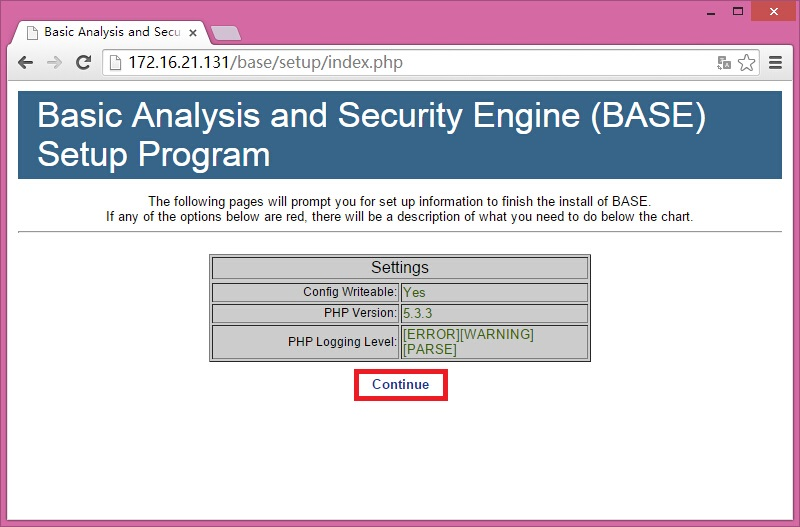 Basic Analysis and Secu
172.16.21.131/base/setup/index.php
Basic Analysis and Security Engine (BASE)
Setup Program
The following pages will prompt you for set up information to finish the install of BASE.
If any of the options below are red, there will be a description of what you need to do below the chart.
Settings
Config Writeable: Yes
PHP Version: 5.3.3
PHP Logging Level: [ERROR][WARNING]
[PARSE]
Continue